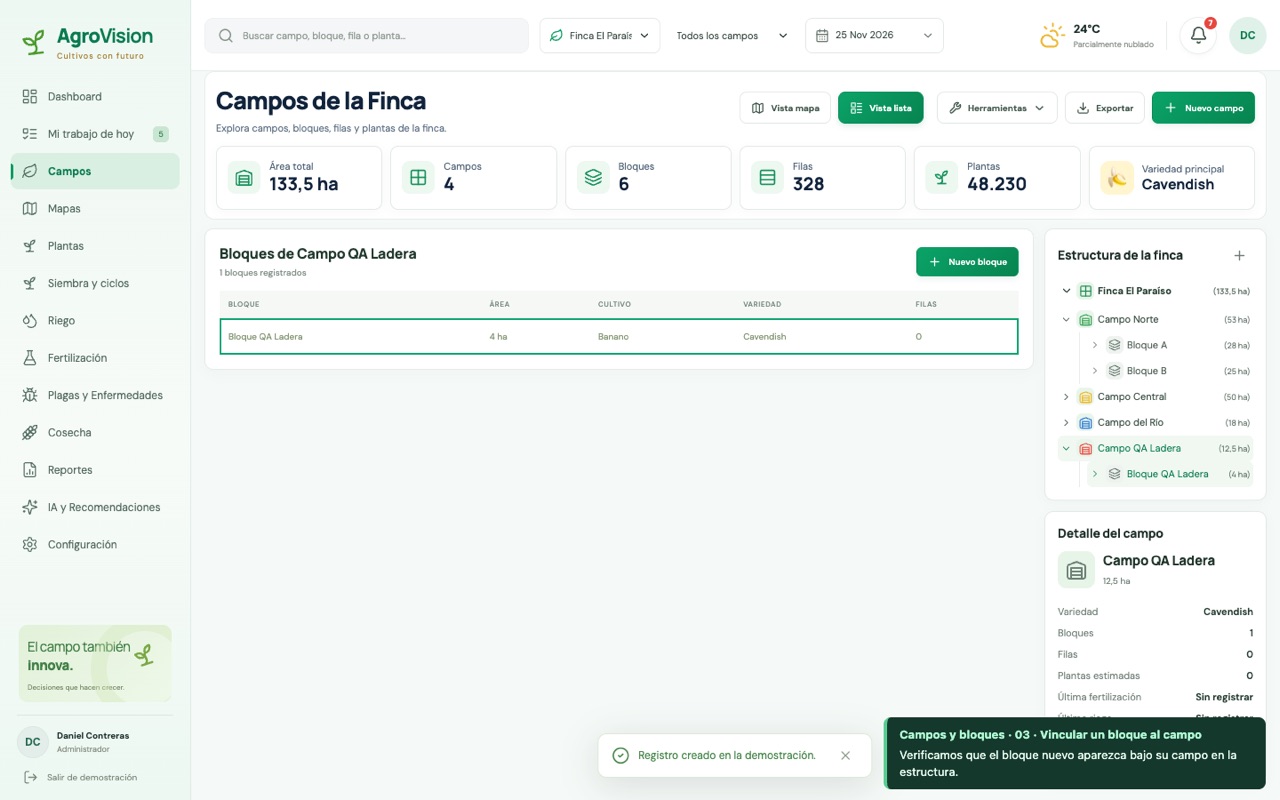 AgroVision
Cultivos con futuro
Dashboard
Mi trabajo de hoy 5
Campos
Mapas
Plantas
Siembra y ciclos
Riego
Fertilización
Plagas y Enfermedades
Cosecha
Reportes
IA y Recomendaciones
Configuración
El campo también
innova.
Decisiones que hacen crecer.
DC
Daniel Contreras
Administrador
Salir de demostración
Buscar campo, bloque, fila o planta...
Finca El Paraís
Todos los campos
25 Nov 2026
24°C
Parcialmente nublado
7
DC
Campos de la Finca
Explora campos, bloques, filas y plantas de la finca.
Vista mapa
Vista lista
Herramientas
Exportar
Nuevo campo
Área total
133,5 ha
Campos
4
Bloques
6
Filas
328
Plantas
48.230
Variedad principal
Cavendish
Bloques de Campo QA Ladera
1 bloques registrados
Nuevo bloque
BLOQUE ÁREA CULTIVO VARIEDAD FILAS
Bloque QA Ladera 4 ha Banano Cavendish 0
Estructura de la finca
Finca El Paraíso (133,5 ha)
Campo Norte (53 ha)
Bloque A (28 ha)
Bloque B (25 ha)
Campo Central (50 ha)
Campo del Río (18 ha)
Campo QA Ladera (12,5 ha)
Bloque QA Ladera (4 ha)
Detalle del campo
Campo QA Ladera
12,5 ha
Variedad Cavendish
Bloques 1
Filas 0
Plantas estimadas 0
Última fertilización Sin registrar
Registro creado en la demostración.
Campos y bloques · 03 · Vincular un bloque al campo
Verificamos que el bloque nuevo aparezca bajo su campo en la
estructura.